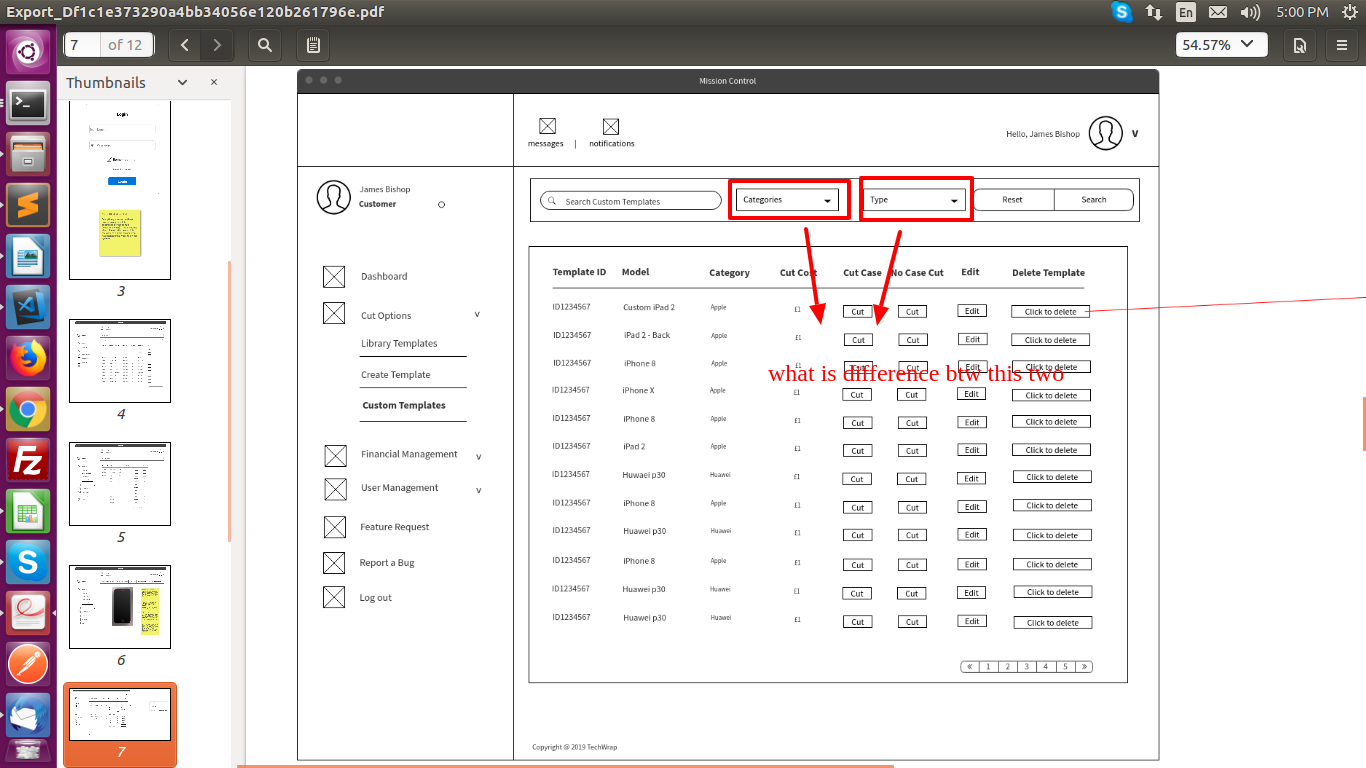 Export_Df1c1e373290a4bb34056e120b261796e.pdf
En
5:00 PM
7 of 12
54.57%
Thumbnails
Login
3
4
5
6
7
Mission Control
messages | notifications
Hello, James Bishop v
James Bishop
Customer
Dashboard
Cut Options v
Library Templates
Create Template
Custom Templates
Financial Management v
User Management v
Feature Request
Report a Bug
Log out
Search Custom Templates Categories Type Reset Search
Template ID Model Category Cut Cost Cut Case No Case Cut Edit Delete Template
ID1234567 Custom iPad 2 Apple £1 Cut Cut Edit Click to delete
ID1234567 iPad 2 - Back Apple £1 Cut Cut Edit Click to delete
ID1234567 iPhone 8 Apple £1 Cut Cut Edit Click to delete
what is difference btw this two
ID1234567 iPhone X Apple £1 Cut Cut Edit Click to delete
ID1234567 iPhone 8 Apple £1 Cut Cut Edit Click to delete
ID1234567 iPad 2 Apple £1 Cut Cut Edit Click to delete
ID1234567 Huwaei p30 Huawei £1 Cut Cut Edit Click to delete
ID1234567 iPhone 8 Apple £1 Cut Cut Edit Click to delete
ID1234567 Huawei p30 Huawei £1 Cut Cut Edit Click to delete
ID1234567 iPhone 8 Apple £1 Cut Cut Edit Click to delete
ID1234567 Huawei p30 Huawei £1 Cut Cut Edit Click to delete
ID1234567 Huawei p30 Huawei £1 Cut Cut Edit Click to delete
« 1 2 3 4 5 »
Copyright @ 2019 TechWrap